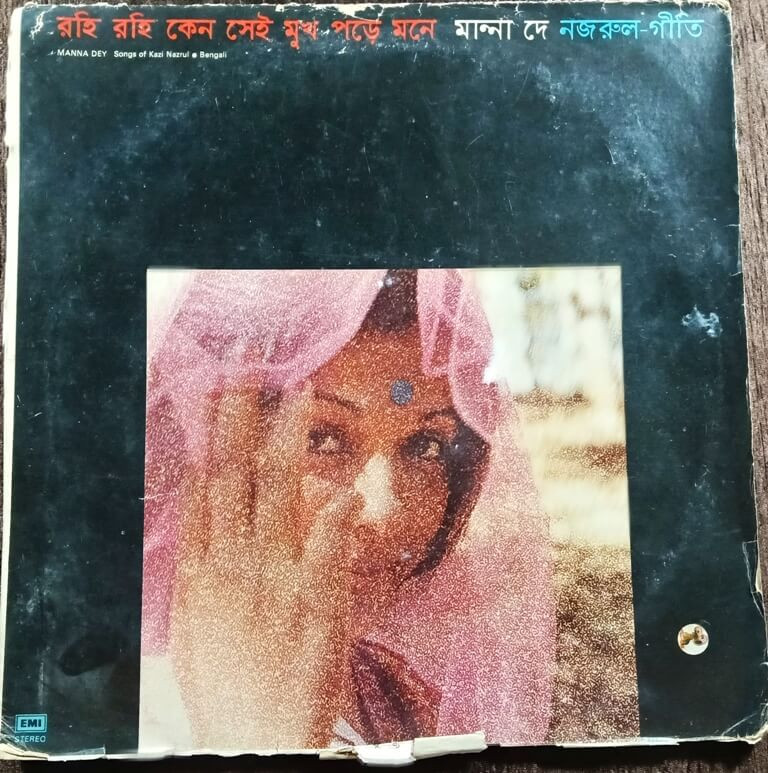 রহি রহি কেন সেই মুখ পড়ে মনে মান্না দে নজরুল-গীতি
MANNA DEY Songs of Kazi Nazrul ● Bengali
EMI
STEREO